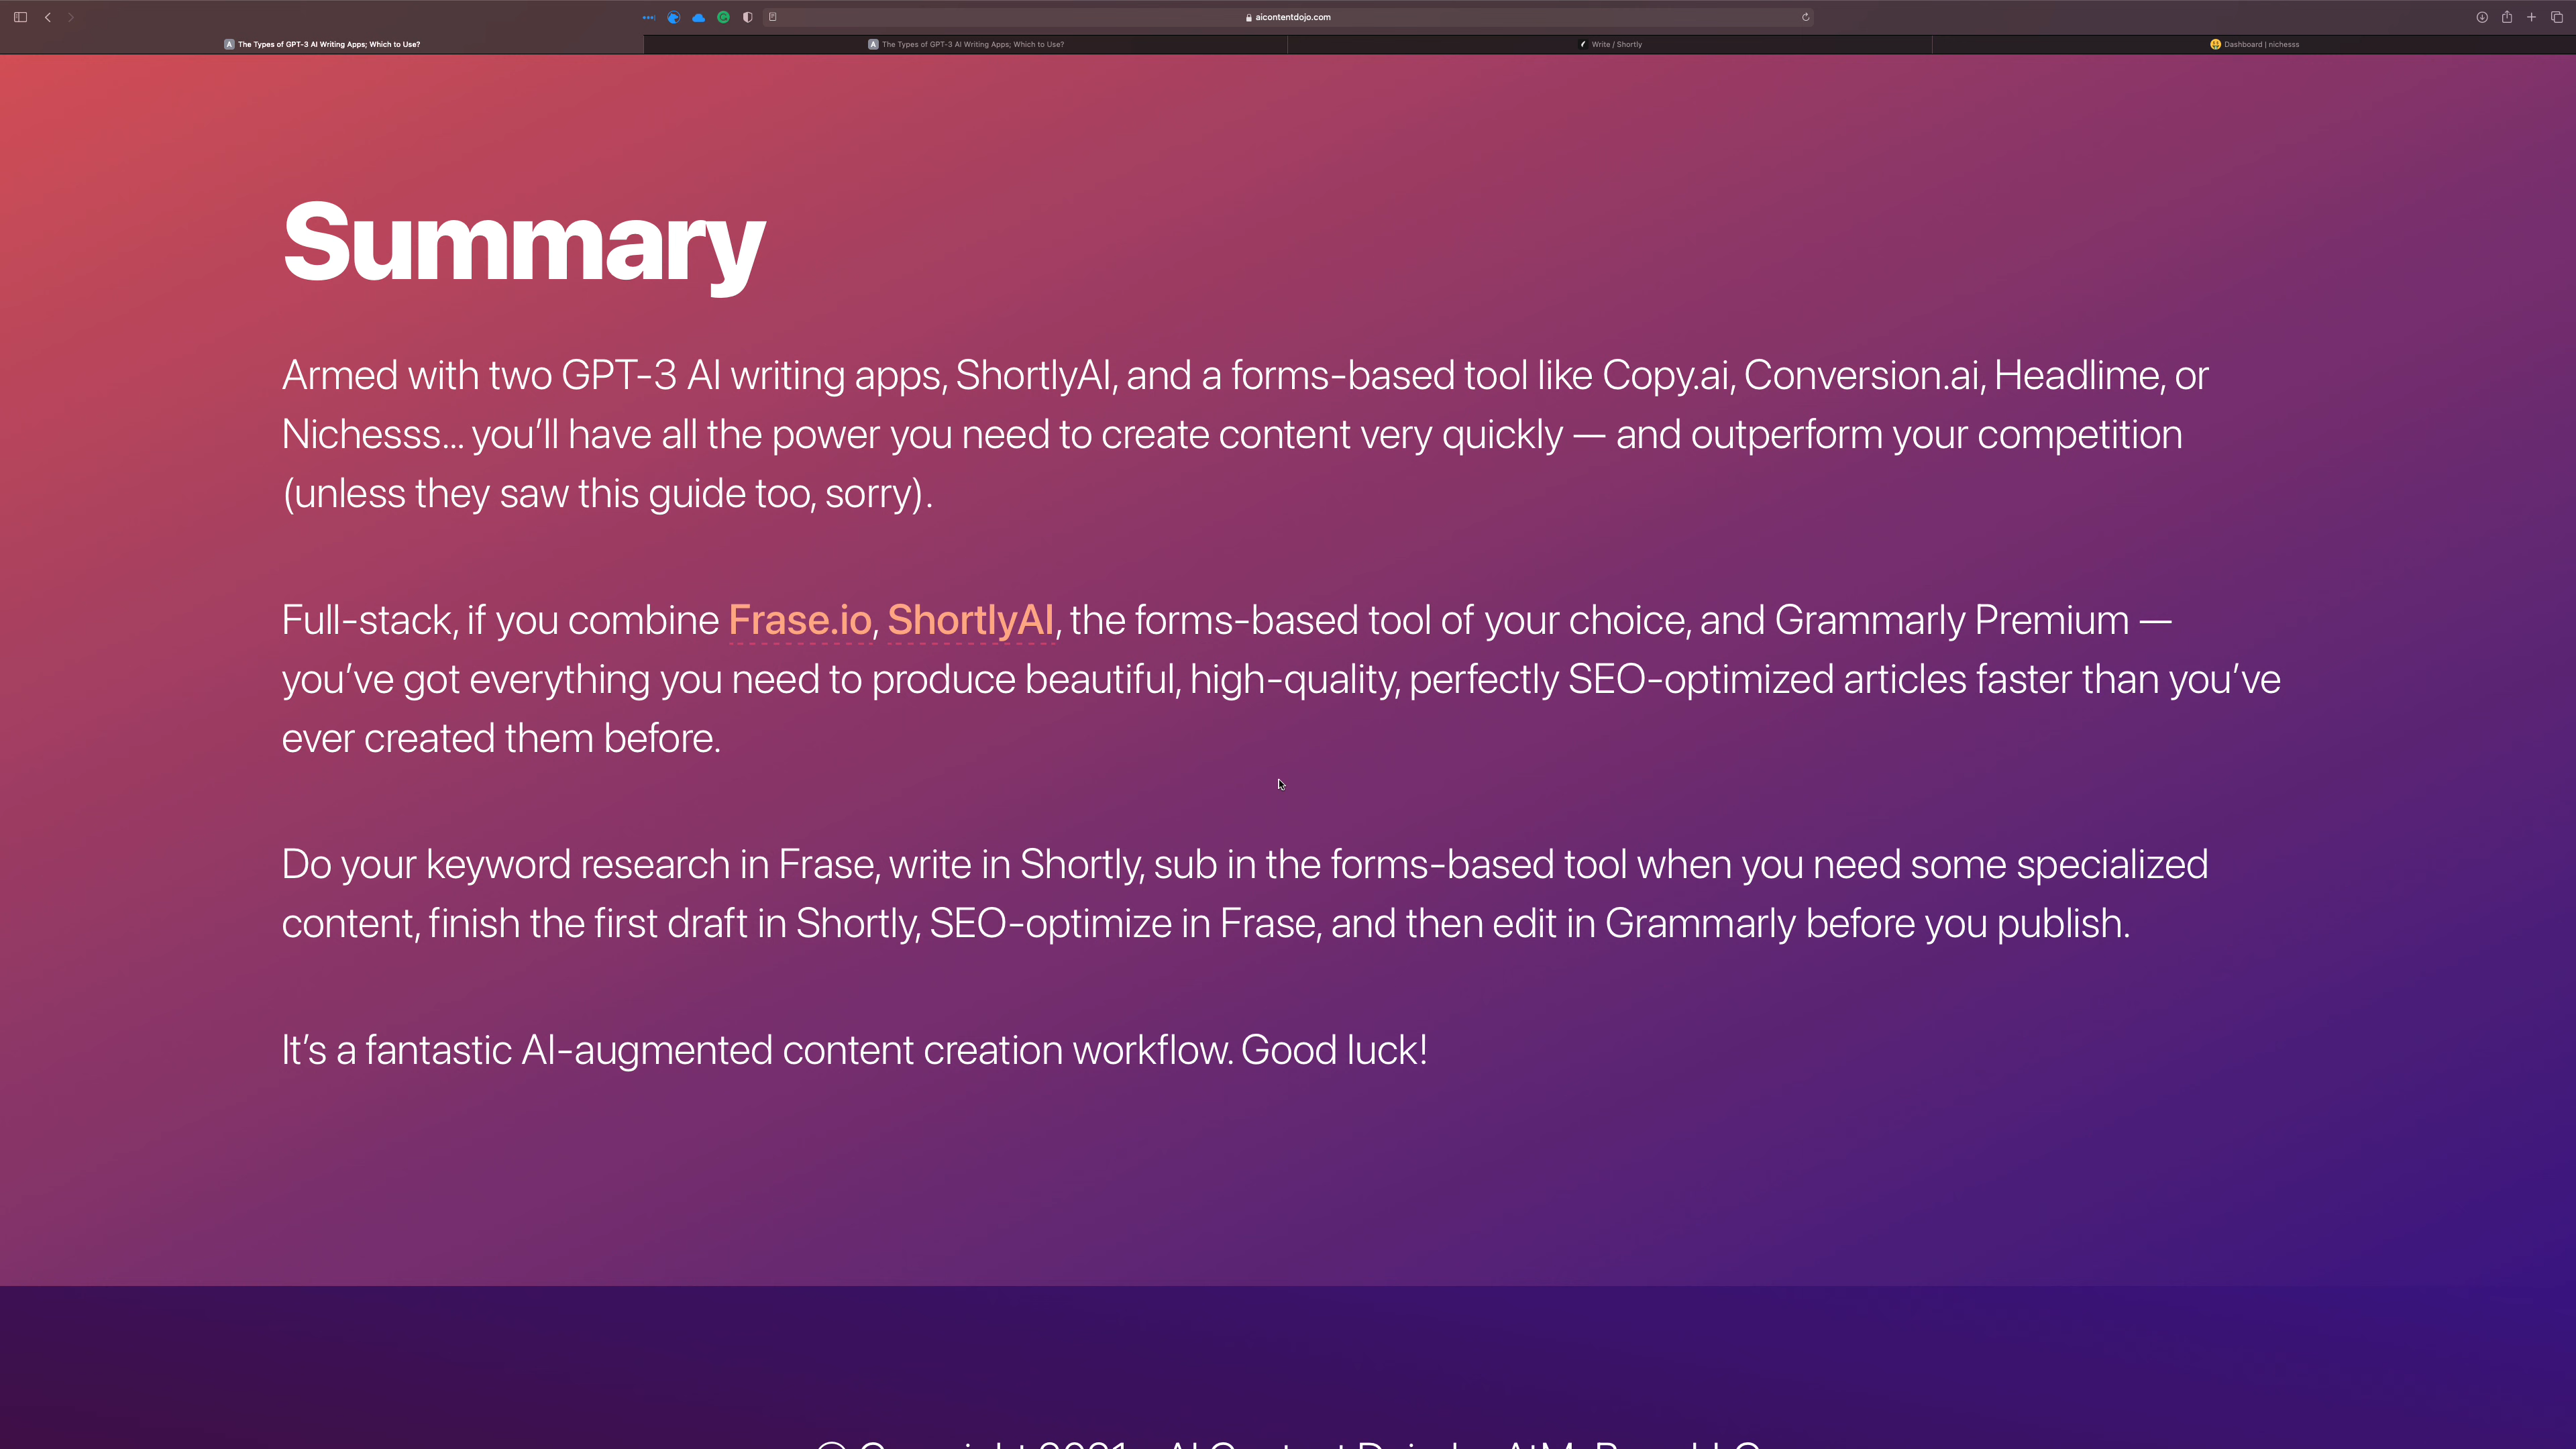 aicontentdojo.com
The Types of GPT-3 AI Writing Apps; Which to Use?
The Types of GPT-3 AI Writing Apps; Which to Use?
Write / Shortly
Dashboard | nichesss
Summary
Armed with two GPT-3 AI writing apps, ShortlyAI, and a forms-based tool like Copy.ai, Conversion.ai, Headlime, or
Nichesss... you’ll have all the power you need to create content very quickly — and outperform your competition
(unless they saw this guide too, sorry).
Full-stack, if you combine Frase.io, ShortlyAI, the forms-based tool of your choice, and Grammarly Premium —
you’ve got everything you need to produce beautiful, high-quality, perfectly SEO-optimized articles faster than you’ve
ever created them before.
Do your keyword research in Frase, write in Shortly, sub in the forms-based tool when you need some specialized
content, finish the first draft in Shortly, SEO-optimize in Frase, and then edit in Grammarly before you publish.
It’s a fantastic AI-augmented content creation workflow. Good luck!